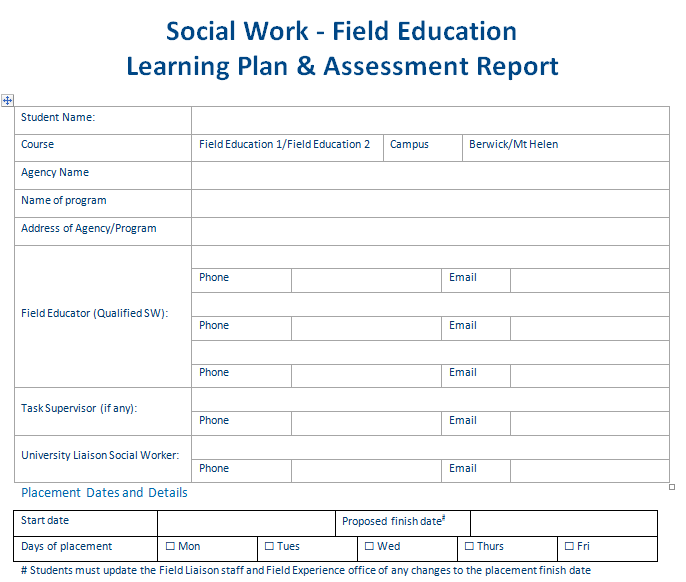 Social Work - Field Education
Learning Plan & Assessment Report
Student Name:
Course Field Education 1/Field Education 2 Campus Berwick/Mt Helen
Agency Name
Name of program
Address of Agency/Program
Field Educator (Qualified SW):
Phone Email
Phone Email
Phone Email
Task Supervisor (if any):
Phone Email
University Liaison Social Worker:
Phone Email
Placement Dates and Details
Start date Proposed finish date#
Days of placement ☐ Mon ☐ Tues ☐ Wed ☐ Thurs ☐ Fri
# Students must update the Field Liaison staff and Field Experience office of any changes to the placement finish date